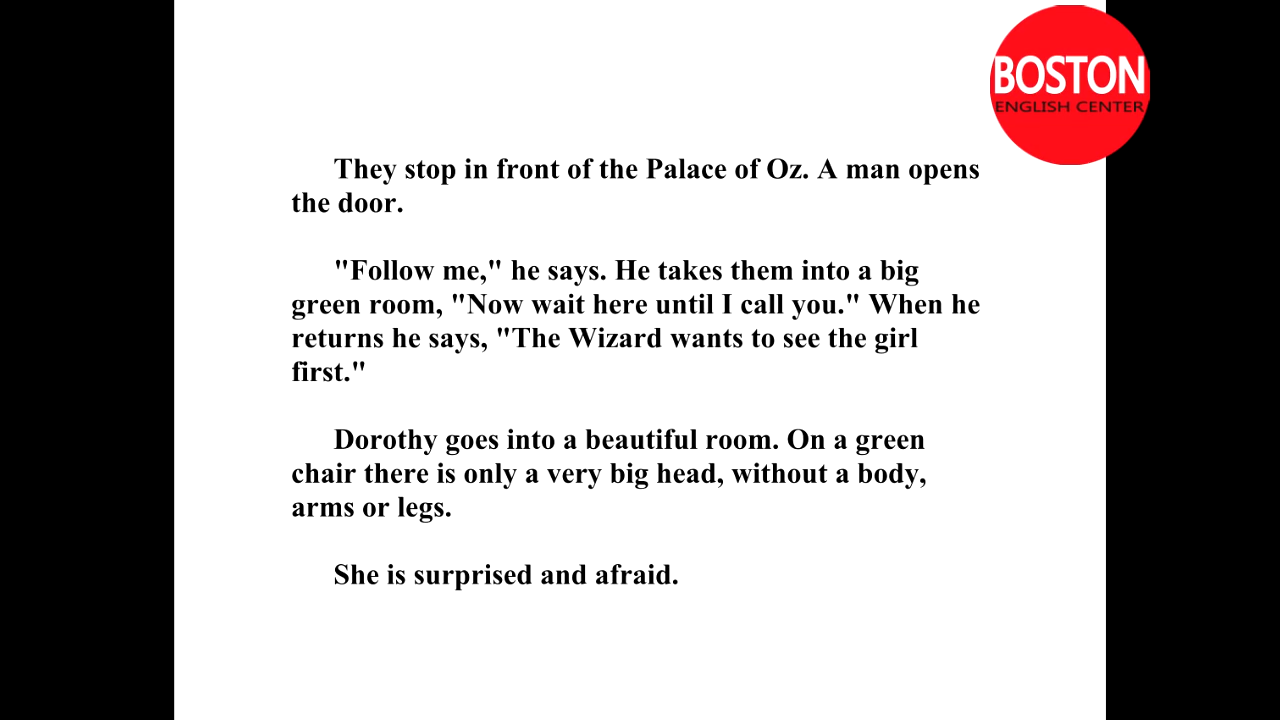 BOSTON
ENGLISH CENTER
They stop in front of the Palace of Oz. A man opens
the door.
"Follow me," he says. He takes them into a big
green room, "Now wait here until I call you." When he
returns he says, "The Wizard wants to see the girl
first."
Dorothy goes into a beautiful room. On a green
chair there is only a very big head, without a body,
arms or legs.
She is surprised and afraid.